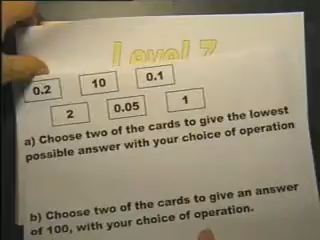 Level 7
0.2 10 0.1
2 0.05 1
a) Choose two of the cards to give the lowest
possible answer with your choice of operation
b) Choose two of the cards to give an answer
of 100, with your choice of operation.